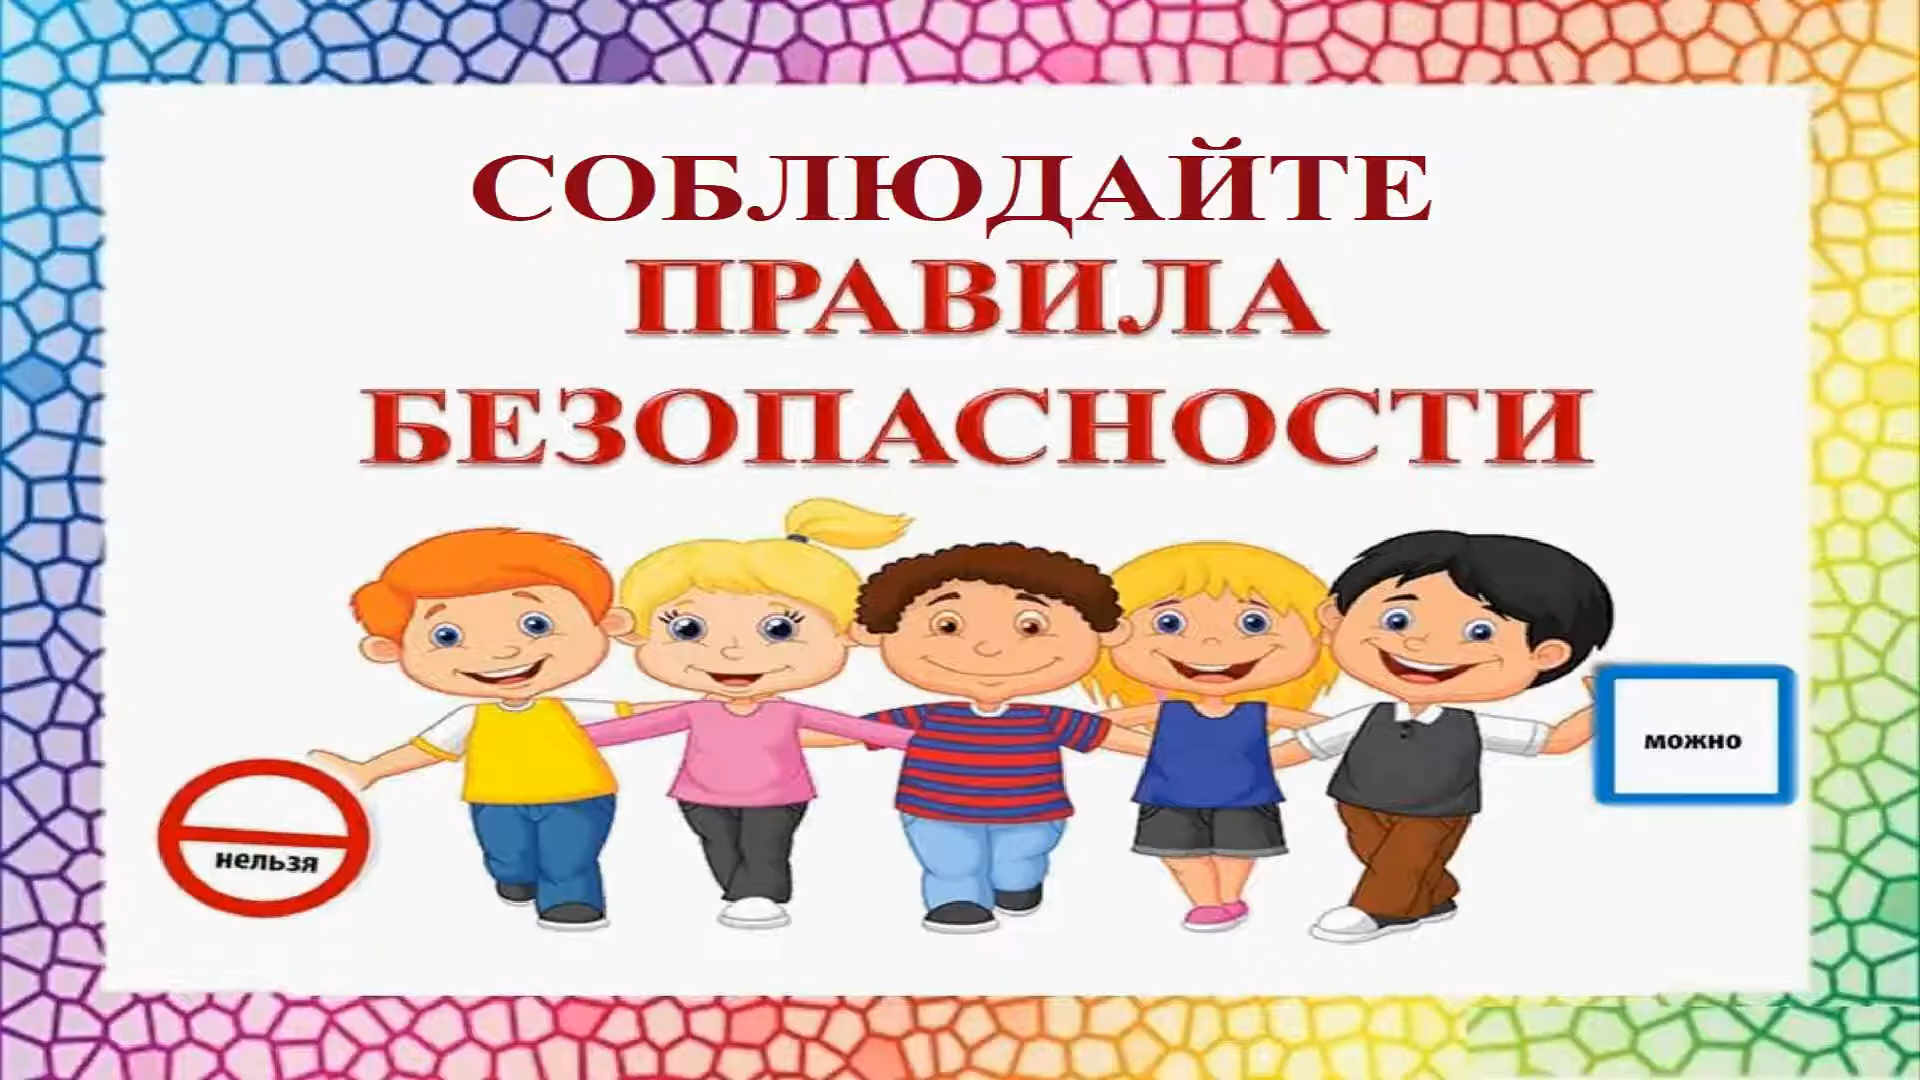 СОБЛЮДАЙТЕ
ПРАВИЛА
БЕЗОПАСНОСТИ
можно
нельзя